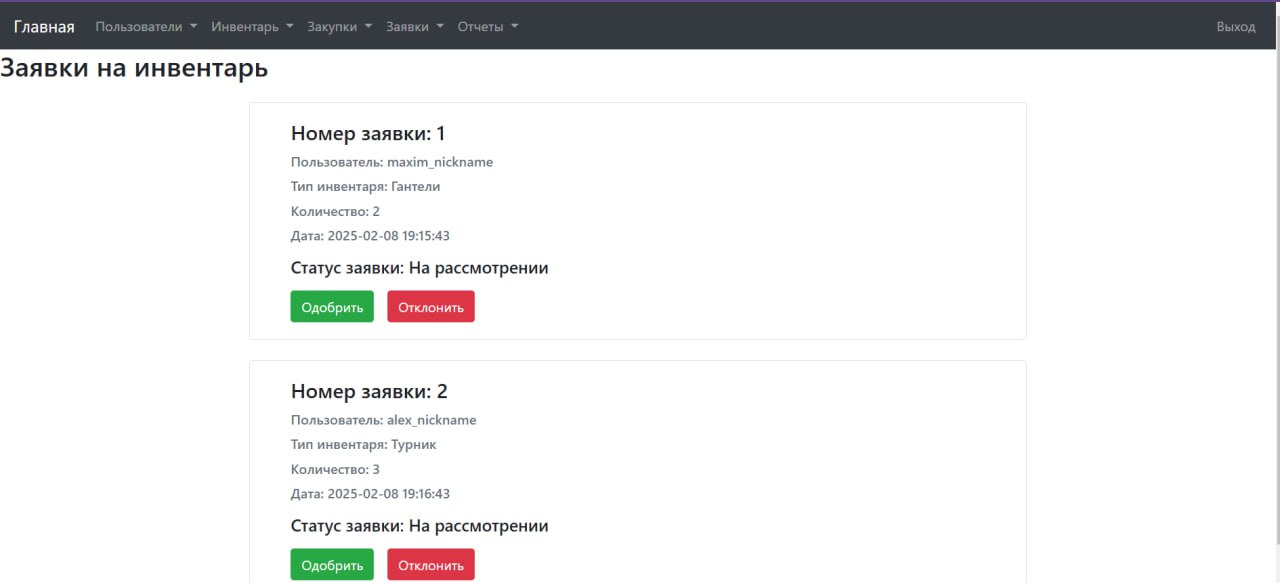 Главная Пользователи Инвентарь Закупки Заявки Отчеты Выход
Заявки на инвентарь
Номер заявки: 1
Пользователь: maxim_nickname
Тип инвентаря: Гантели
Количество: 2
Дата: 2025-02-08 19:15:43
Статус заявки: На рассмотрении
Одобрить Отклонить
Номер заявки: 2
Пользователь: alex_nickname
Тип инвентаря: Турник
Количество: 3
Дата: 2025-02-08 19:16:43
Статус заявки: На рассмотрении
Одобрить Отклонить